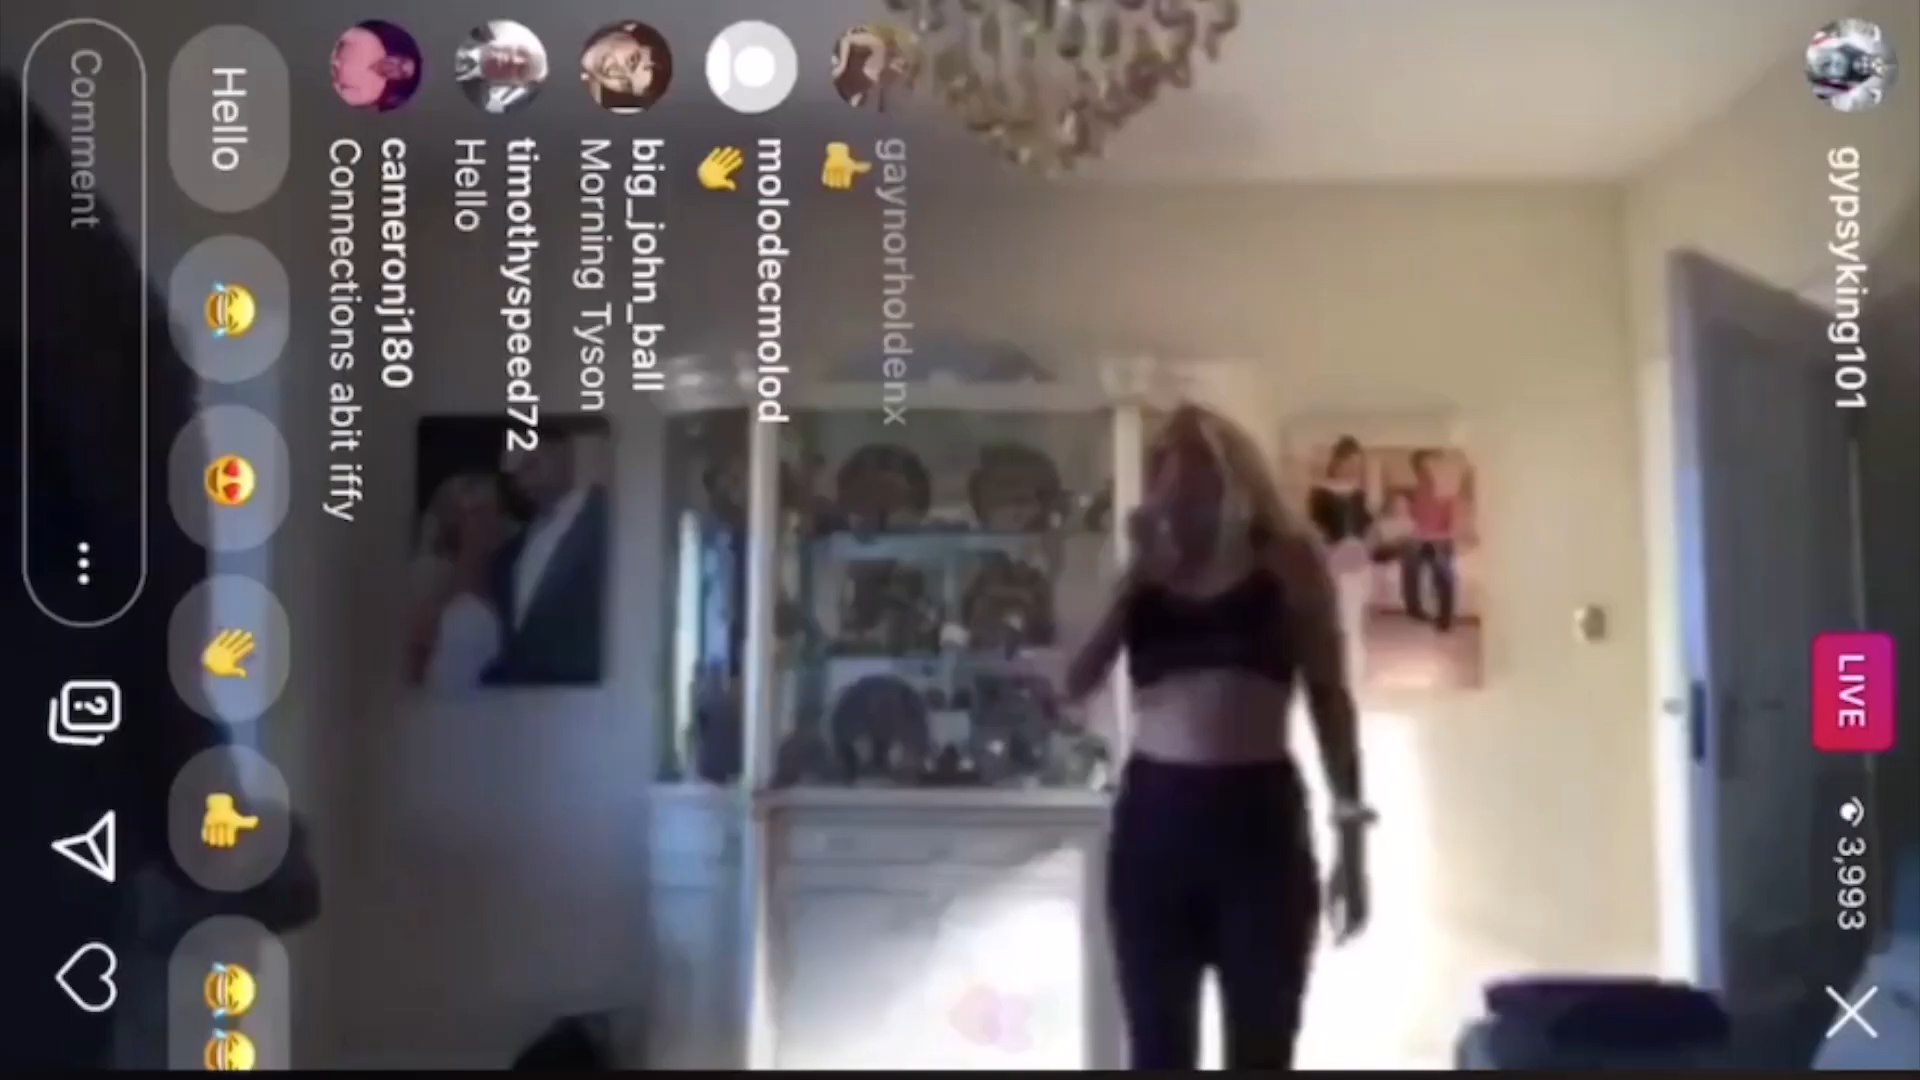 gypsyking101
LIVE
3,993
gaynorholdenx
👍
molodecmolod
👋
big_john_ball
Morning Tyson
timothyspeed72
Hello
cameronj180
Connections abit iffy
Hello
Comment